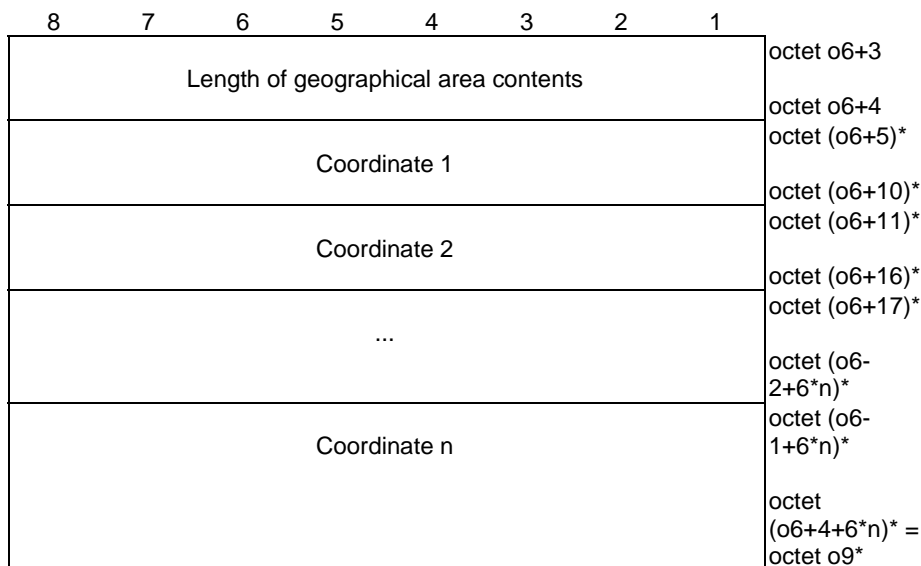 8 7 6 5 4 3 2 1
Length of geographical area contents
octet o6+3
octet o6+4
Coordinate 1
octet (o6+5)*
octet (o6+10)*
Coordinate 2
octet (o6+11)*
octet (o6+16)*
...
octet (o6+17)*
octet (o6-
2+6*n)*
Coordinate n
octet (o6-
1+6*n)*
octet
(o6+4+6*n)* =
octet o9*